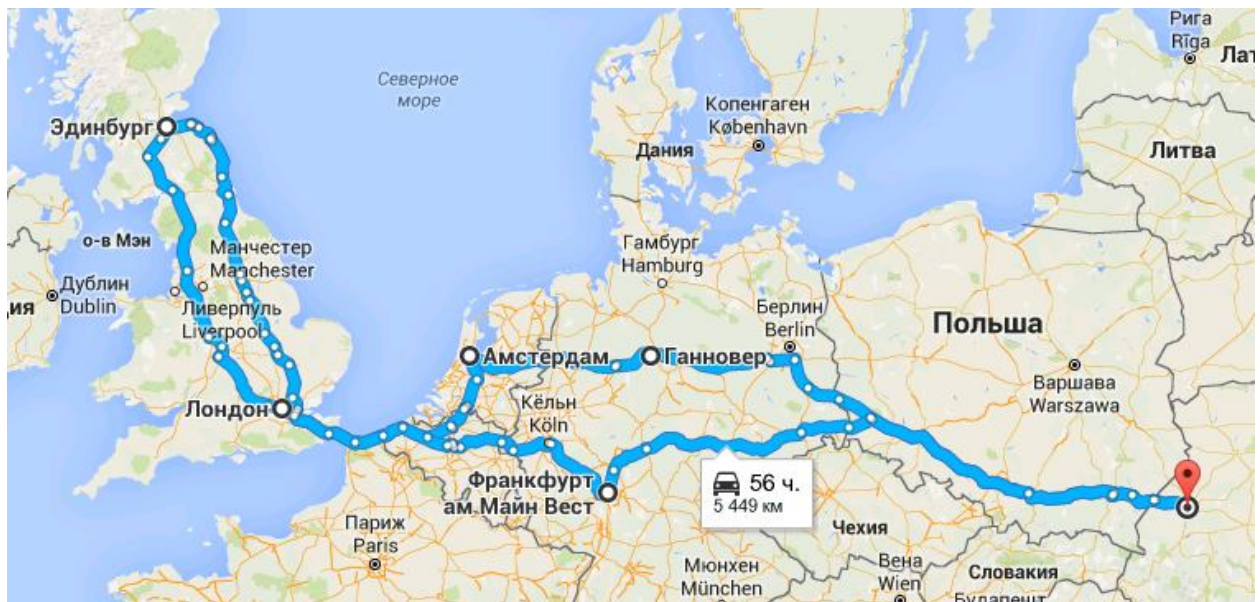 Рига
Rīga
Лат
Северное
море
Копенгаген
København
Эдинбург
Дания
Литва
о-в Мэн
Манчестер
Manchester
Гамбург
Hamburg
Дублин
Dublin
ия
Ливерпуль
Liverpool
Берлин
Berlin
Польша
Амстердам
Ганновер
Варшава
Warszawa
Лондон
Кёльн
Köln
Франкфурт
ам Майн Вест
56 ч.
5 449 км
Париж
Paris
Чехия
Мюнхен
München
Вена
Wien
Словакия
Будапешт